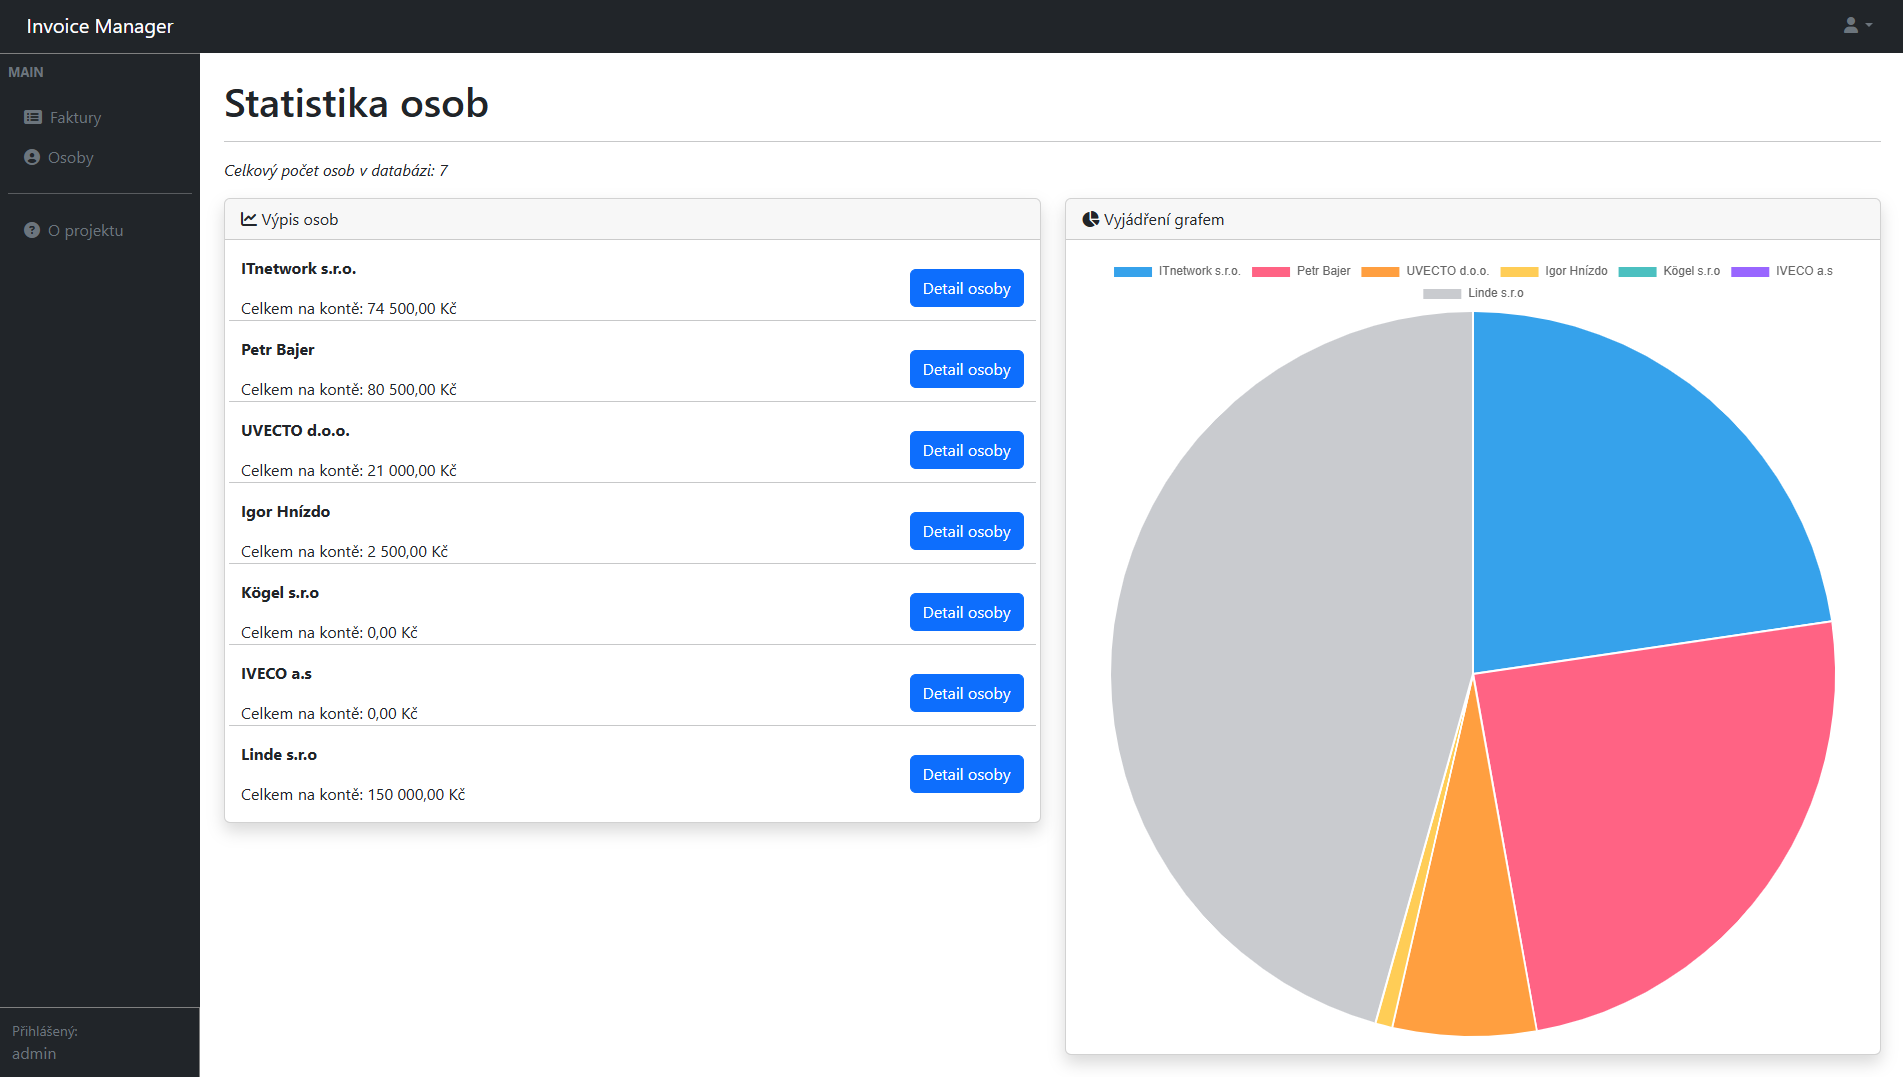 Invoice Manager
MAIN
Faktury
Osoby
O projektu
Přihlášený:
admin
Statistika osob
Celkový počet osob v databázi: 7
Výpis osob
ITnetwork s.r.o.
Celkem na kontě: 74 500,00 Kč
Detail osoby
Petr Bajer
Celkem na kontě: 80 500,00 Kč
Detail osoby
UVECTO d.o.o.
Celkem na kontě: 21 000,00 Kč
Detail osoby
Igor Hnízdo
Celkem na kontě: 2 500,00 Kč
Detail osoby
Kögel s.r.o
Celkem na kontě: 0,00 Kč
Detail osoby
IVECO a.s
Celkem na kontě: 0,00 Kč
Detail osoby
Linde s.r.o
Celkem na kontě: 150 000,00 Kč
Detail osoby
Vyjádření grafem
ITnetwork s.r.o. Petr Bajer UVECTO d.o.o. Igor Hnízdo Kögel s.r.o IVECO a.s
Linde s.r.o